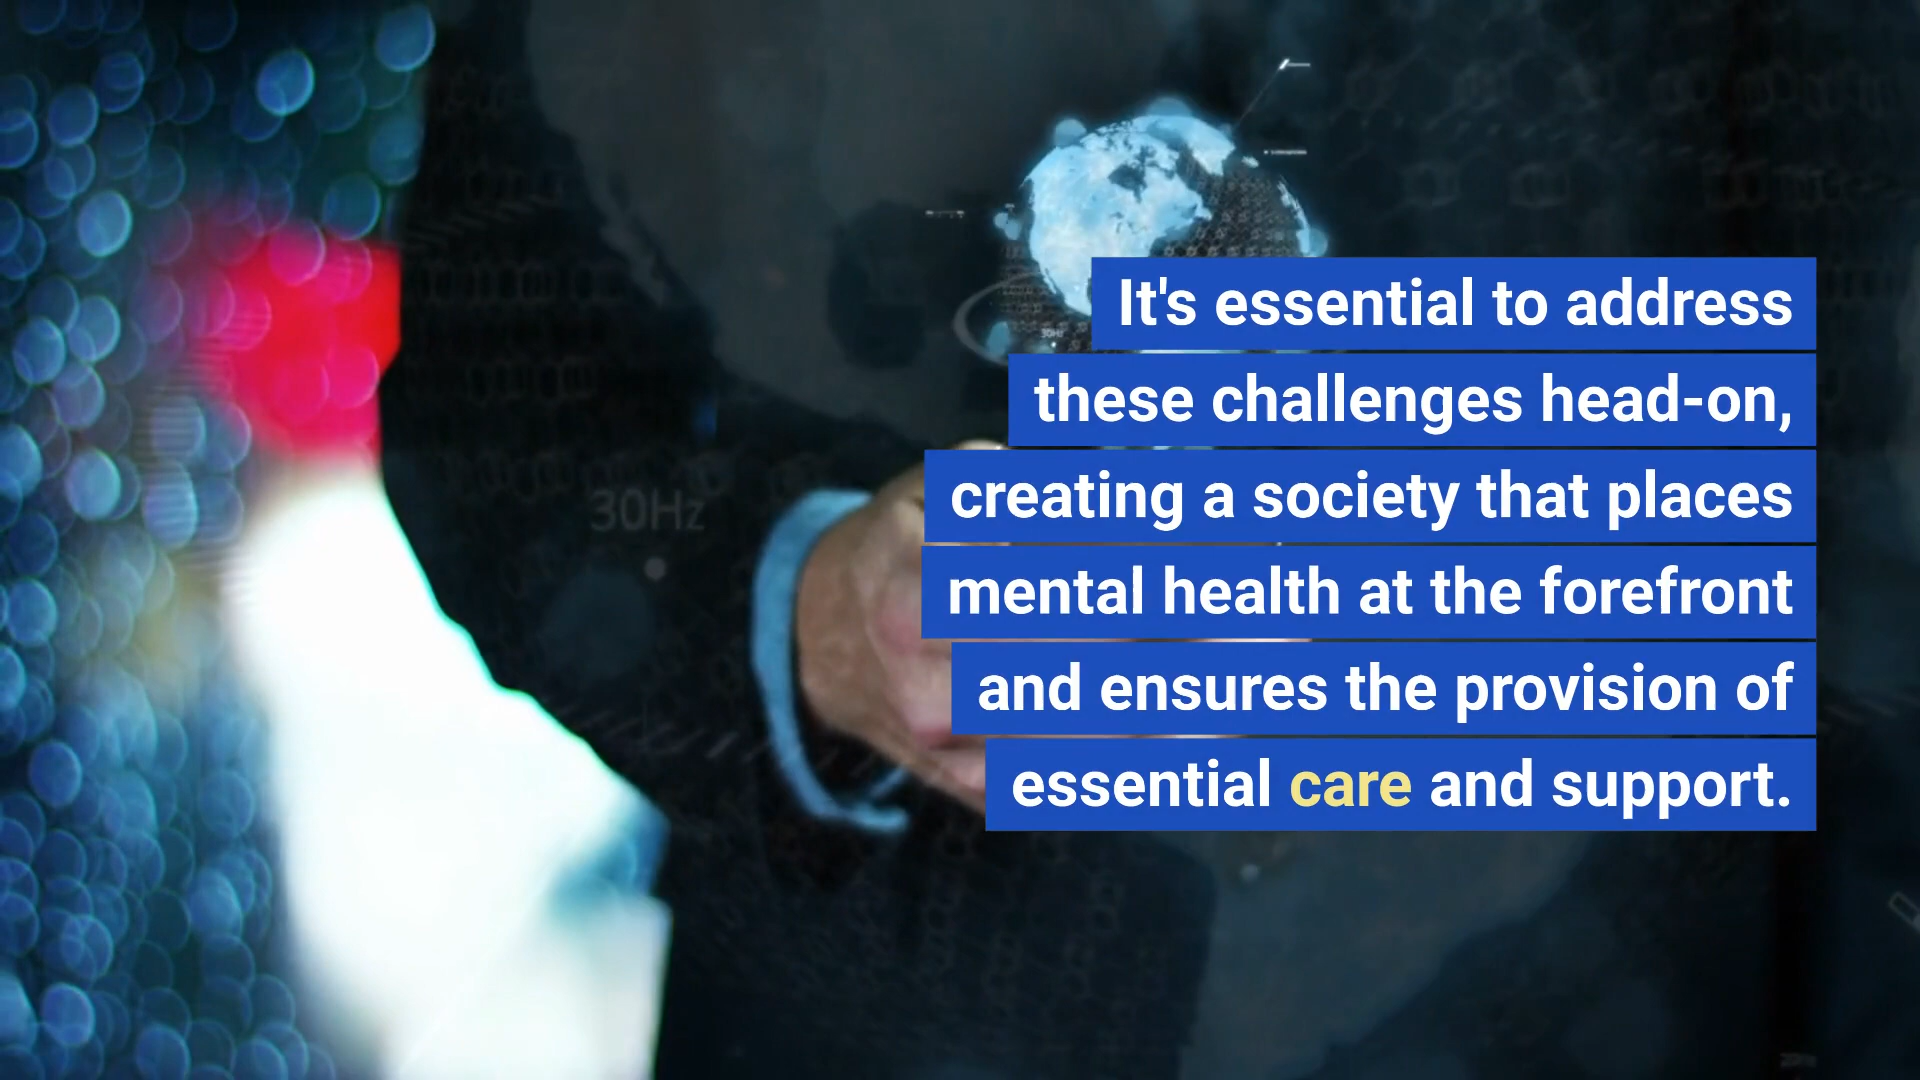 It's essential to address
these challenges head-on,
creating a society that places
mental health at the forefront
and ensures the provision of
essential care and support.
30Hz
30Hz